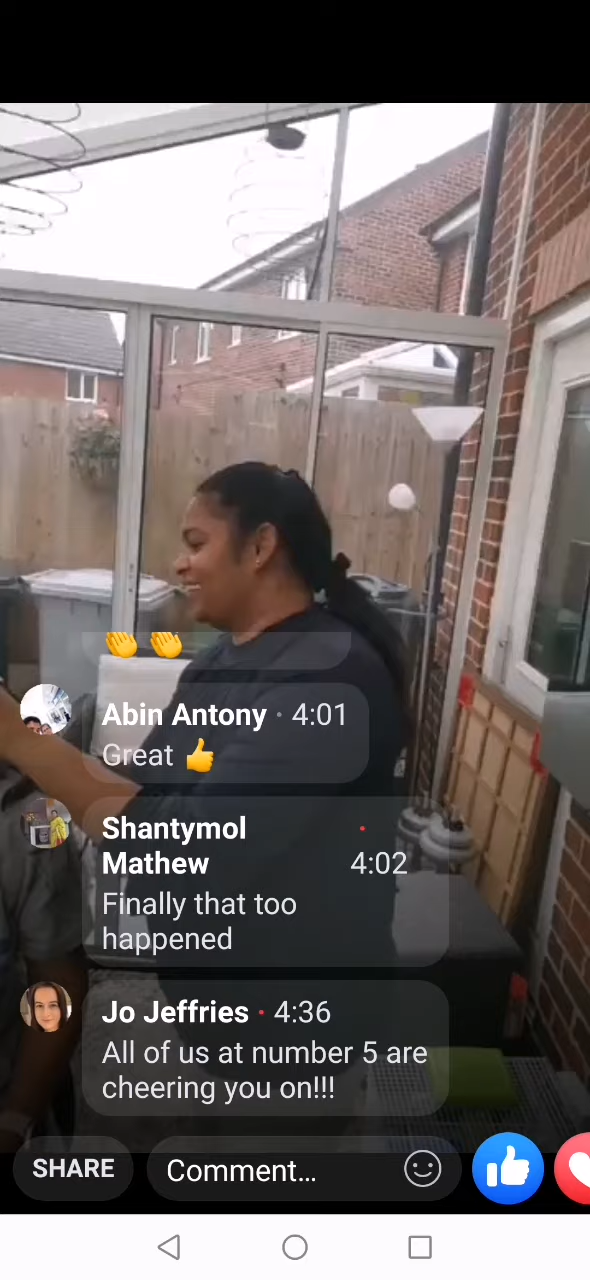 👏 👏
Abin Antony · 4:01
Great 👍
Shantymol
Mathew · 4:02
Finally that too
happened
Jo Jeffries · 4:36
All of us at number 5 are
cheering you on!!!
SHARE
Comment...